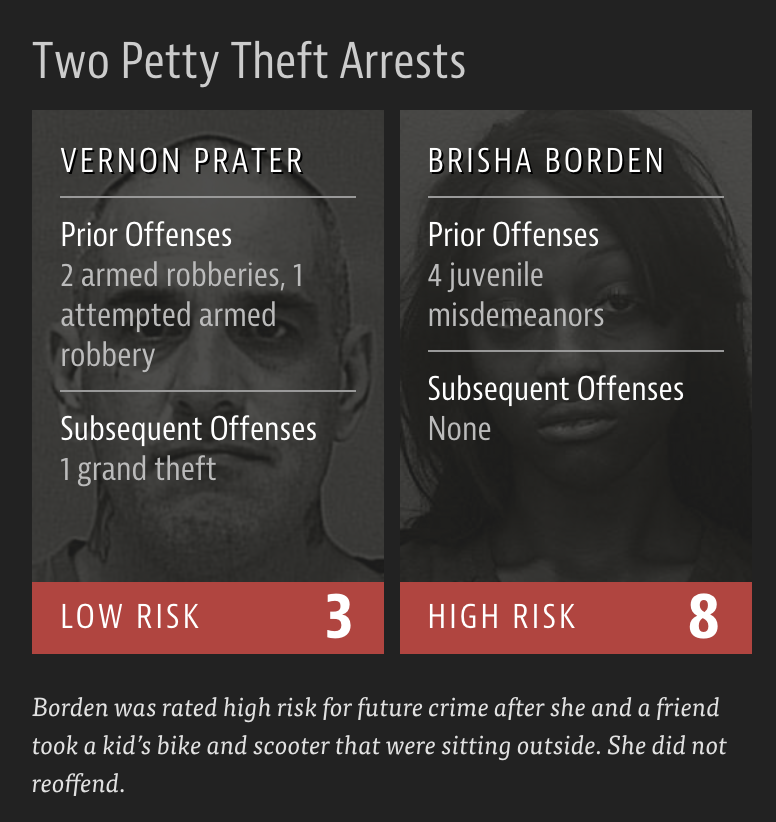 Two Petty Theft Arrests
VERNON PRATER
Prior Offenses
2 armed robberies, 1
attempted armed
robbery
Subsequent Offenses
1 grand theft
LOW RISK 3
BRISHA BORDEN
Prior Offenses
4 juvenile
misdemeanors
Subsequent Offenses
None
HIGH RISK 8
Borden was rated high risk for future crime after she and a friend
took a kid’s bike and scooter that were sitting outside. She did not
reoffend.